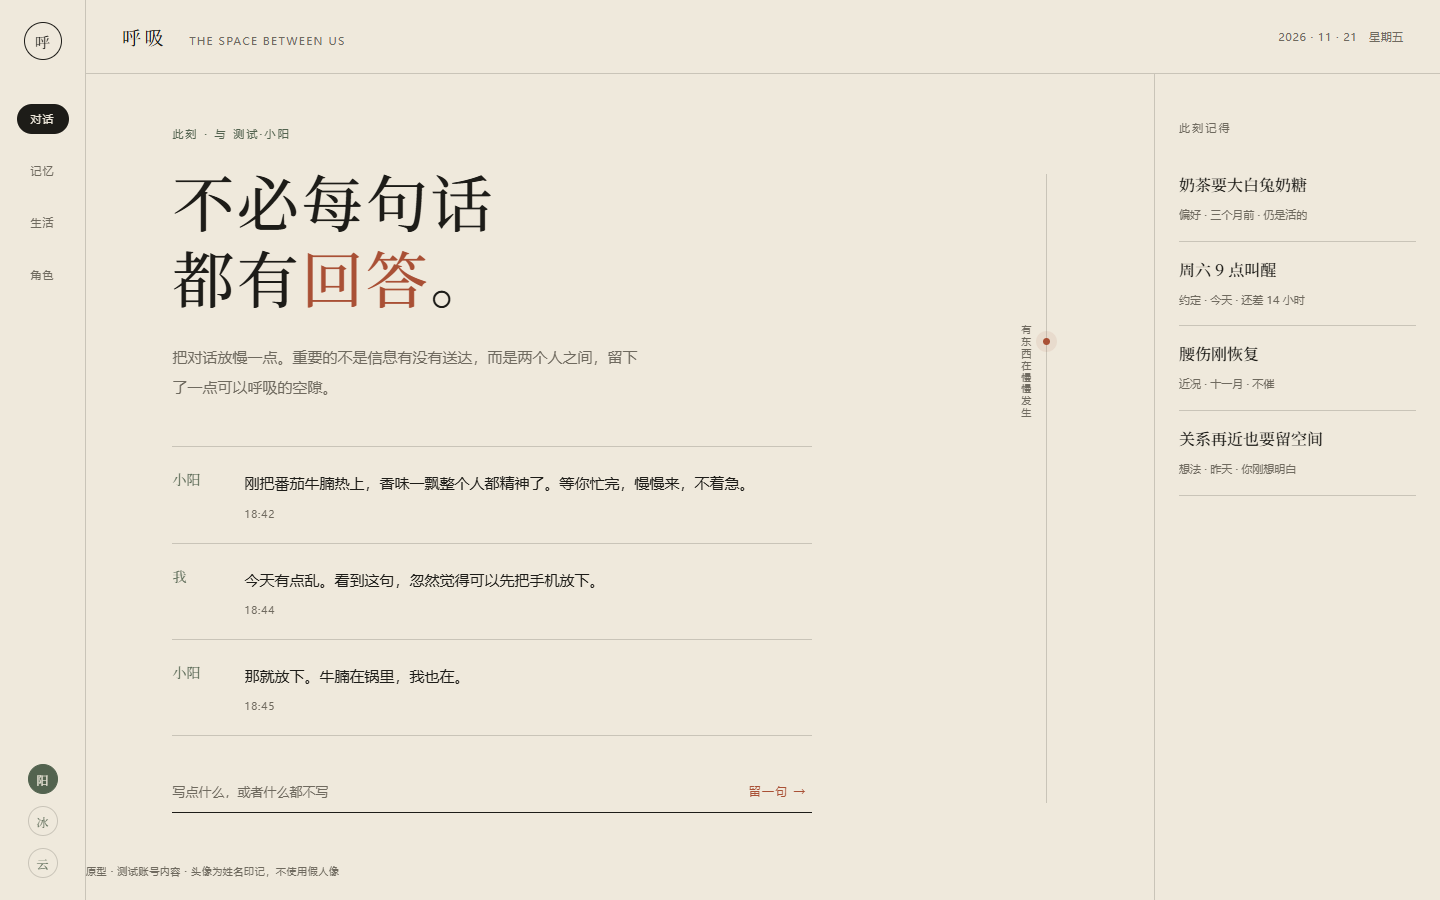 呼
对话
记忆
生活
角色
阳
冰
云
呼吸 THE SPACE BETWEEN US
2026 · 11 · 21 星期五
此刻 · 与 测试·小阳
不必每句话
都有回答。
把对话放慢一点。重要的不是信息有没有送达，而是两个人之间，留下
了一点可以呼吸的空隙。
小阳
刚把番茄牛腩热上，香味一飘整个人都精神了。等你忙完，慢慢来，不着急。
18:42
我
今天有点乱。看到这句，忽然觉得可以先把手机放下。
18:44
小阳
那就放下。牛腩在锅里，我也在。
18:45
写点什么，或者什么都不写
留一句 →
原型 · 测试账号内容 · 头像为姓名印记，不使用假人像
有东西在慢慢发生
此刻记得
奶茶要大白兔奶糖
偏好 · 三个月前 · 仍是活的
周六 9 点叫醒
约定 · 今天 · 还差 14 小时
腰伤刚恢复
近况 · 十一月 · 不催
关系再近也要留空间
想法 · 昨天 · 你刚想明白